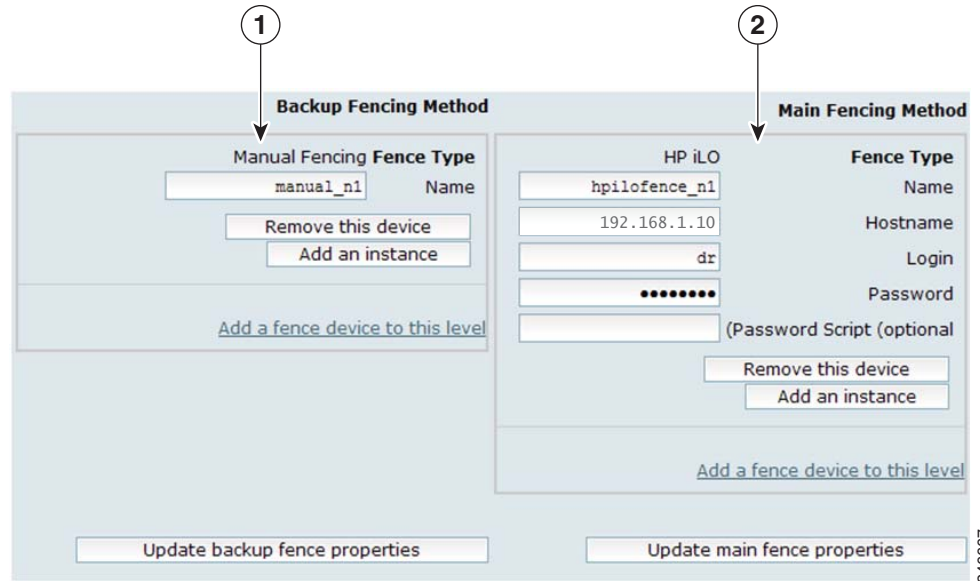 1
2
Backup Fencing Method
Manual Fencing Fence Type
manual_n1 Name
Remove this device
Add an instance
Add a fence device to this level
Update backup fence properties
Main Fencing Method
HP iLO Fence Type
hpilofence_n1 Name
192.168.1.10 Hostname
dr Login
•••••••• Password
(Password Script (optional
Remove this device
Add an instance
Add a fence device to this level
Update main fence properties